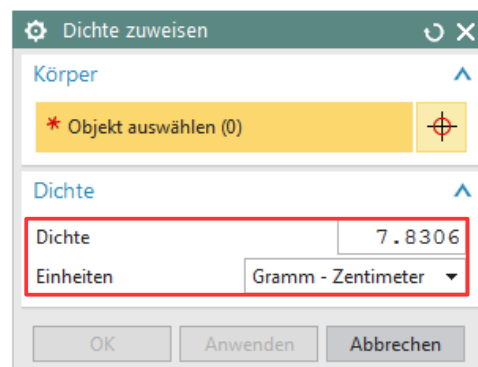 Dichte zuweisen
Körper
* Objekt auswählen (0)
Dichte
Dichte 7.8306
Einheiten Gramm - Zentimeter
OK Anwenden Abbrechen